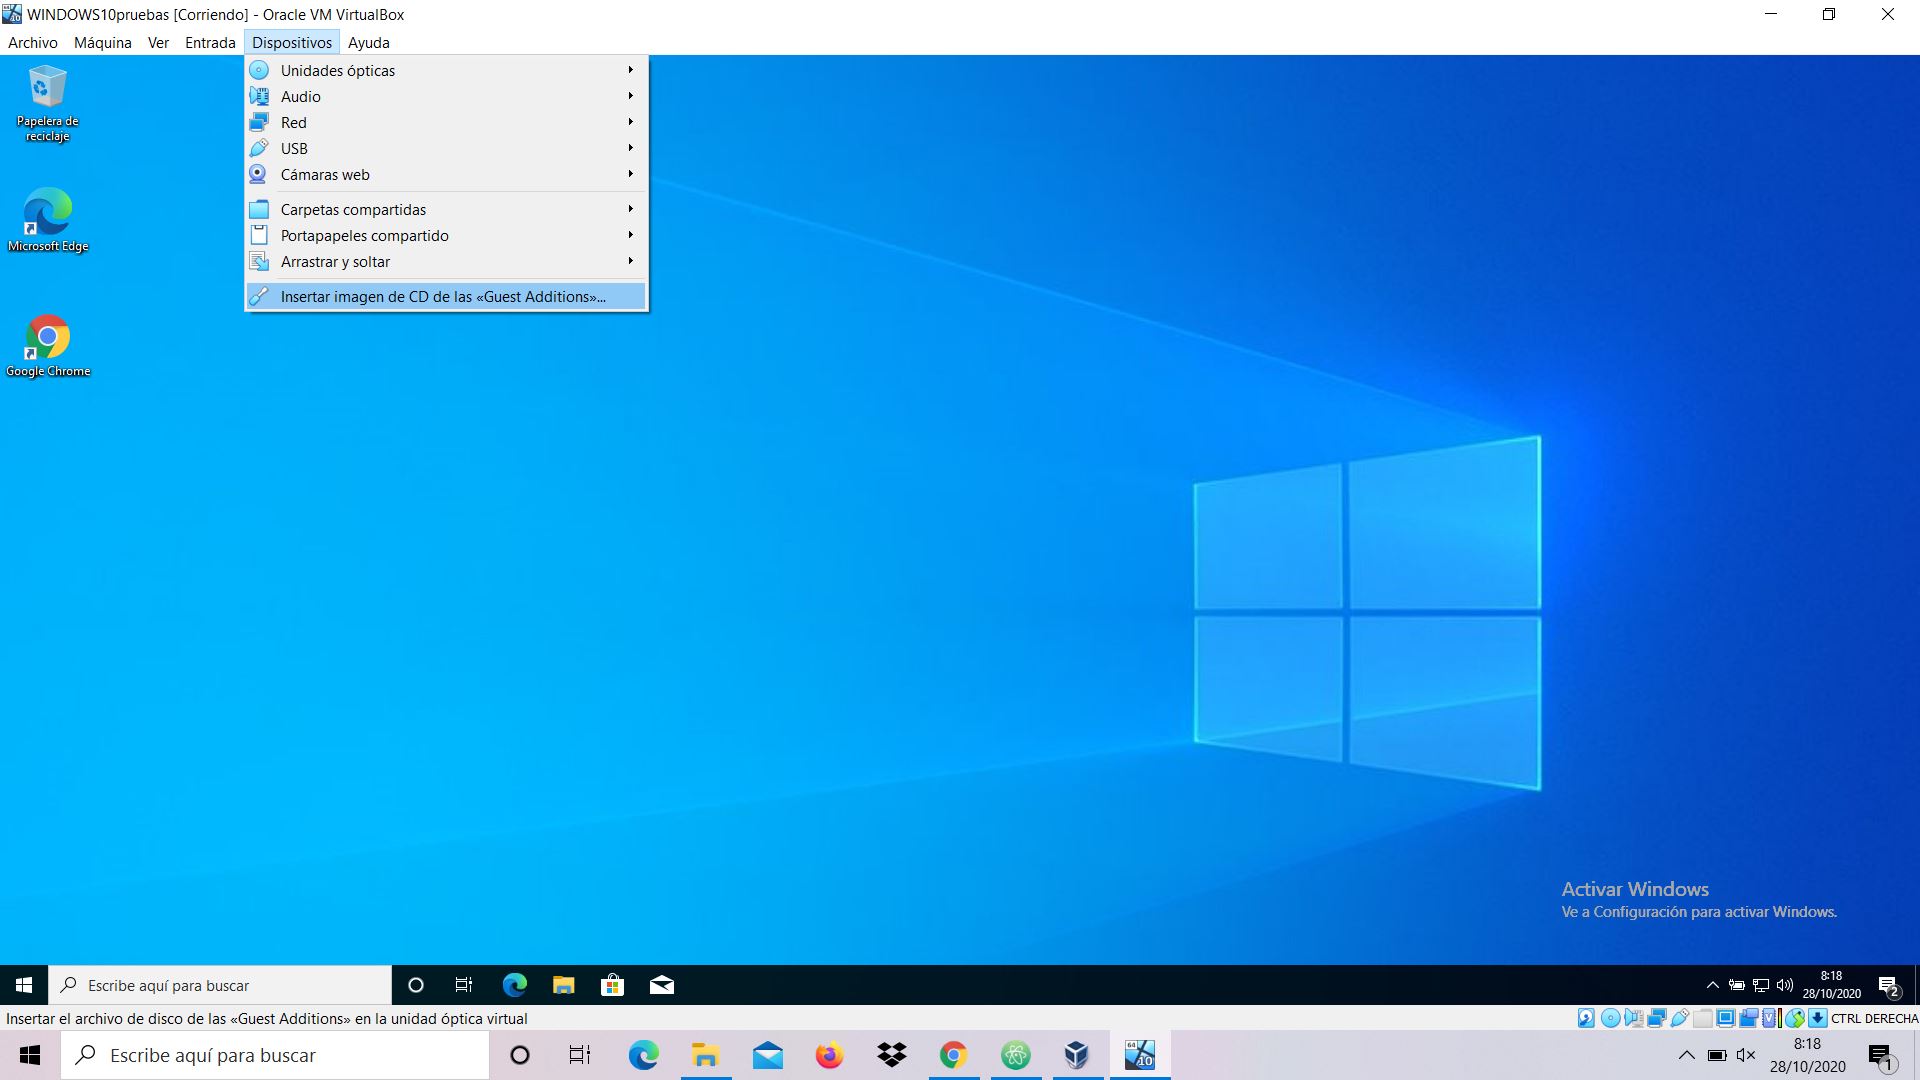 WINDOWS10pruebas [Corriendo] - Oracle VM VirtualBox
Archivo Máquina Ver Entrada Dispositivos Ayuda
Unidades ópticas
Audio
Red
USB
Cámaras web
Carpetas compartidas
Portapapeles compartido
Arrastrar y soltar
Insertar imagen de CD de las «Guest Additions»...
Papelera de
reciclaje
Microsoft Edge
Google Chrome
Activar Windows
Ve a Configuración para activar Windows.
Escribe aquí para buscar
8:18
28/10/2020
2
Insertar el archivo de disco de las «Guest Additions» en la unidad óptica virtual
CTRL DERECHA
Escribe aquí para buscar
64
10
8:18
28/10/2020
1